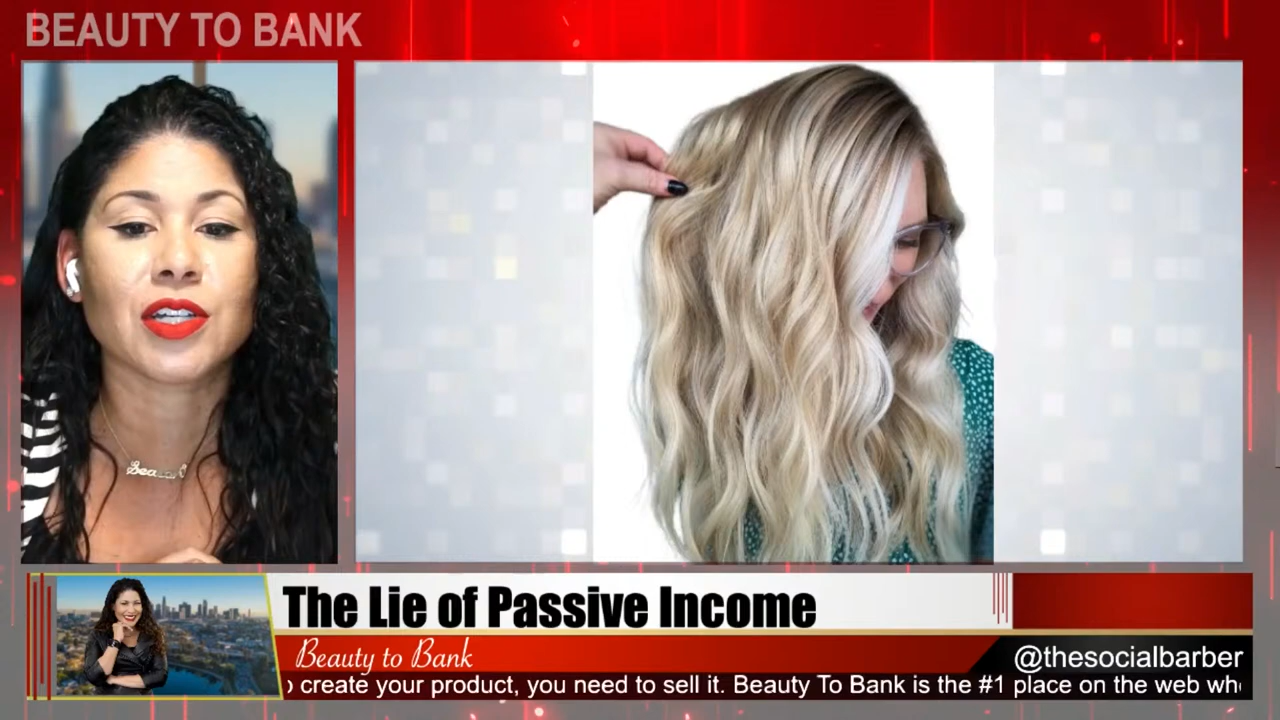 BEAUTY TO BANK
The Lie of Passive Income
Beauty to Bank
@thesocialbarber
create your product, you need to sell it. Beauty To Bank is the #1 place on the web